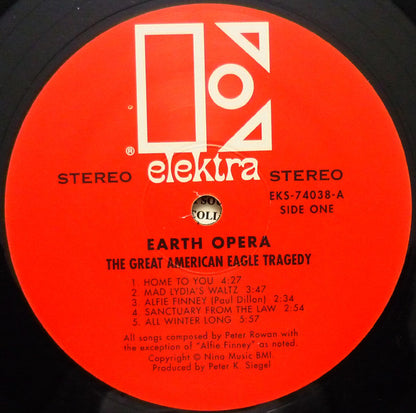 ®
elektra
STEREO STEREO
EKS-74038-A
SIDE ONE
EARTH OPERA
THE GREAT AMERICAN EAGLE TRAGEDY
1. HOME TO YOU 4:27
2. MAD LYDIA'S WALTZ 3:47
3. ALFIE FINNEY (Paul Dillon) 2:34
4. SANCTUARY FROM THE LAW 2:54
5. ALL WINTER LONG 5:57
All songs composed by Peter Rowan with
the exception of "Alfie Finney" as noted.
Copyright © Nina Music BMI.
Produced by Peter K. Siegel